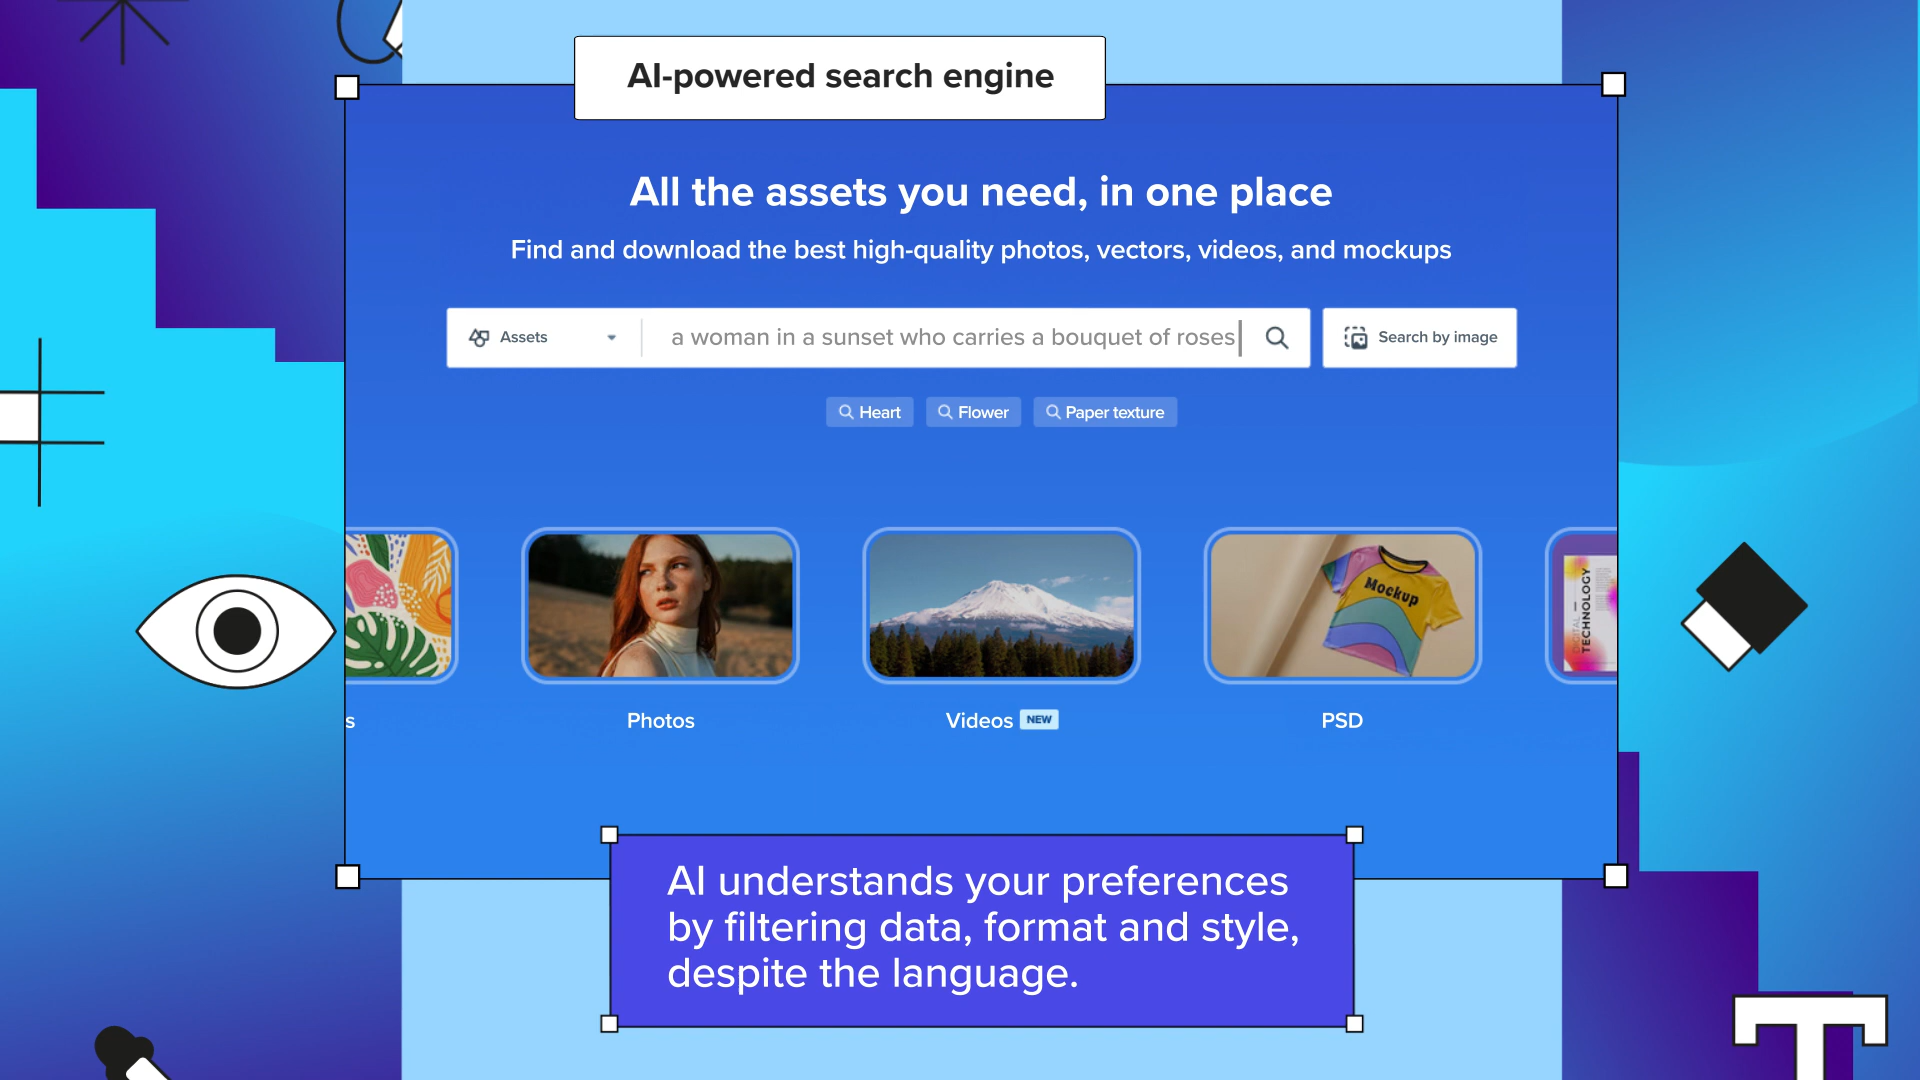 AI-powered search engine
All the assets you need, in one place
Find and download the best high-quality photos, vectors, videos, and mockups
Assets
a woman in a sunset who carries a bouquet of roses
Search by image
Heart
Flower
Paper texture
Mockup
DIGITAL —
TECHNOLOGY
s
Photos
Videos NEW
PSD
AI understands your preferences
by filtering data, format and style,
despite the language.